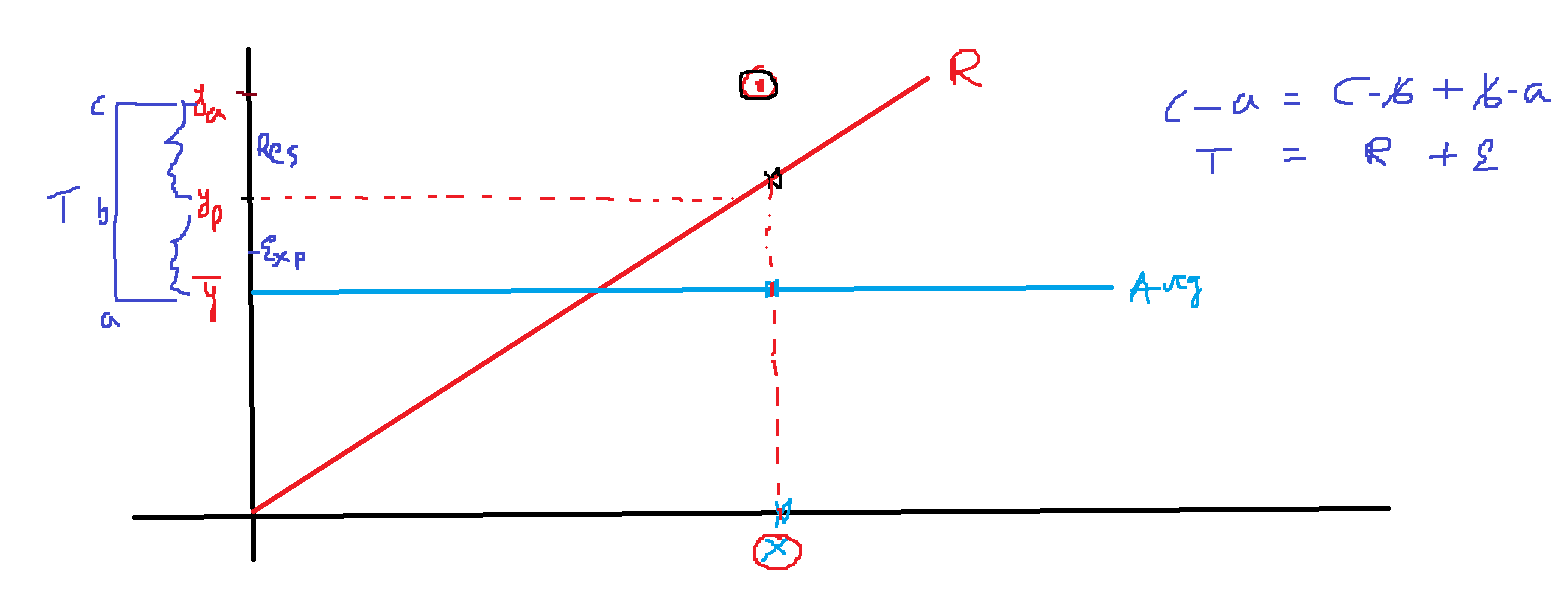 R
c ya
Res
T b yp
Exp
ȳ
a
Avg
x
c - a = c - b + b - a
T = R + E